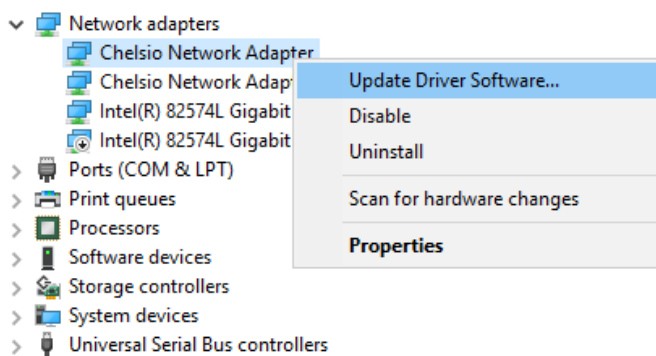 Network adapters
Chelsio Network Adapter
Chelsio Network Adap
Intel(R) 82574L Gigabit
Intel(R) 82574L Gigabit
Ports (COM & LPT)
Print queues
Processors
Software devices
Storage controllers
System devices
Universal Serial Bus controllers
Update Driver Software...
Disable
Uninstall
Scan for hardware changes
Properties